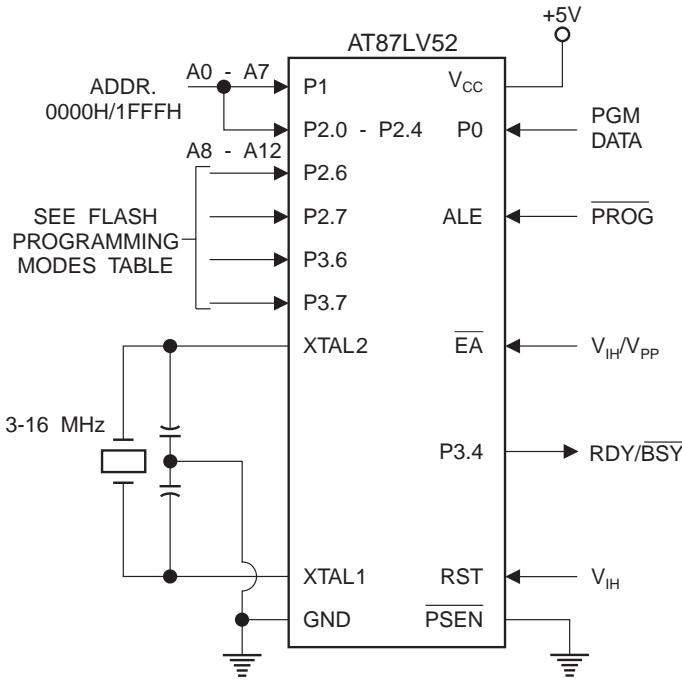 +5V
AT87LV52
A0 - A7
ADDR.
0000H/1FFFH
P1
VCC
P2.0 - P2.4
P0
PGM
DATA
A8 - A12
P2.6
SEE FLASH
PROGRAMMING
MODES TABLE
P2.7
ALE
PROG
P3.6
P3.7
XTAL2
EA
VIH/VPP
3-16 MHz
P3.4
RDY/BSY
XTAL1
RST
VIH
GND
PSEN